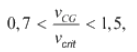 0,7 < v_CG / v_crit < 1,5,